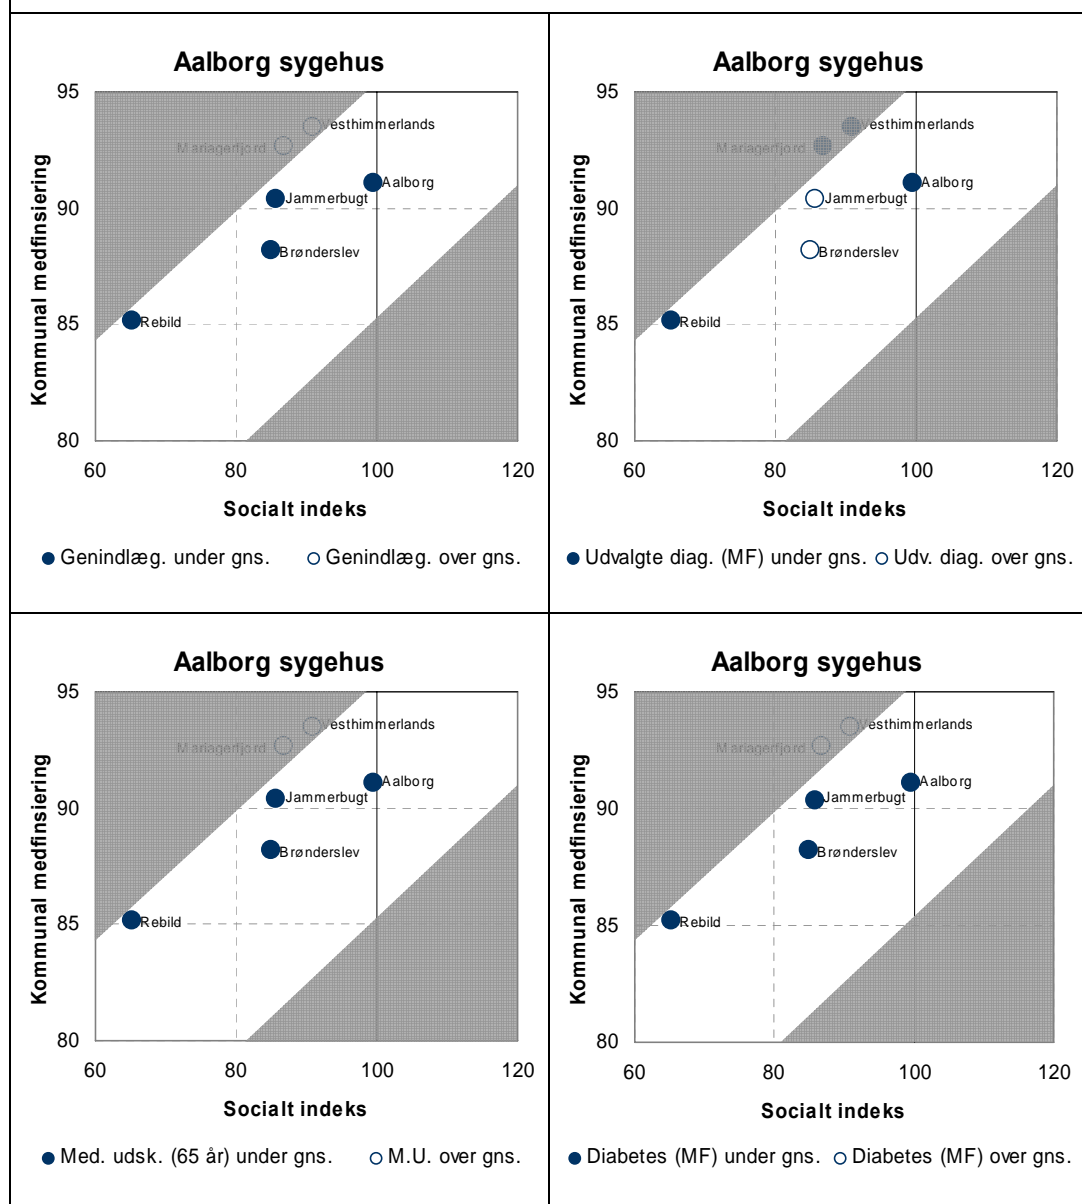 Aalborg sygehus
95
90
85
80
Kommunal medfinsiering
Vesthimmerlands
Mariagerfjord
Aalborg
Jammerbugt
Brønderslev
Rebild
60 80 100 120
Socialt indeks
Genindlæg. under gns. Genindlæg. over gns.
Aalborg sygehus
95
90
85
80
Kommunal medfinsiering
Vesthimmerlands
Mariagerfjord
Aalborg
Jammerbugt
Brønderslev
Rebild
60 80 100 120
Socialt indeks
Udvalgte diag. (MF) under gns. Udv. diag. over gns.
Aalborg sygehus
95
90
85
80
Kommunal medfinsiering
Vesthimmerlands
Mariagerfjord
Aalborg
Jammerbugt
Brønderslev
Rebild
60 80 100 120
Socialt indeks
Med. udsk. (65 år) under gns. M.U. over gns.
Aalborg sygehus
95
90
85
80
Kommunal medfinsiering
Vesthimmerlands
Mariagerfjord
Aalborg
Jammerbugt
Brønderslev
Rebild
60 80 100 120
Socialt indeks
Diabetes (MF) under gns. Diabetes (MF) over gns.